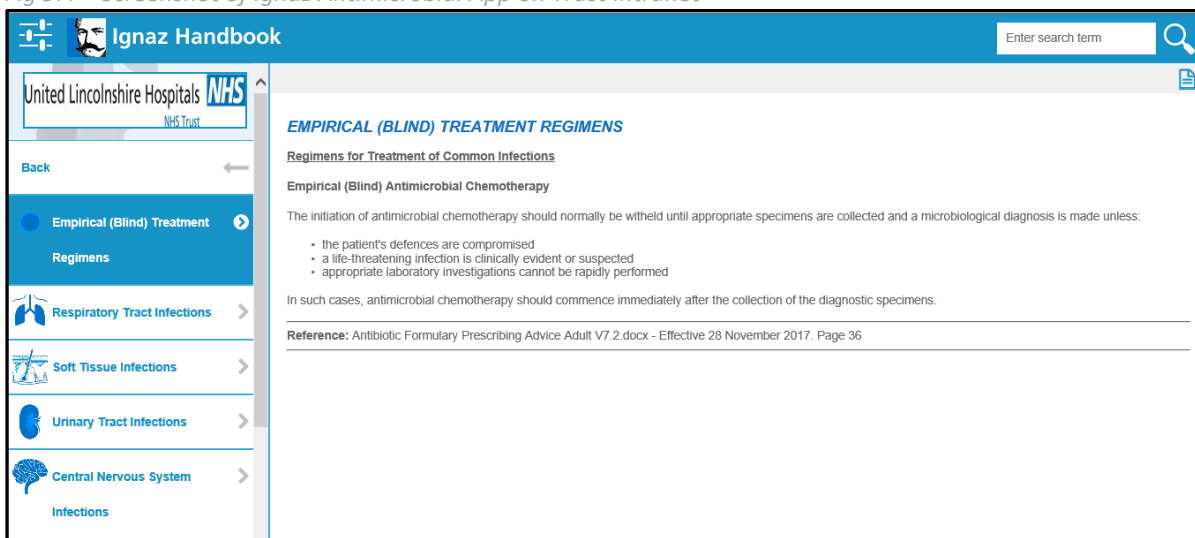 Ignaz Handbook
Enter search term
United Lincolnshire Hospitals NHS
NHS Trust
Back
Empirical (Blind) Treatment
Regimens
Respiratory Tract Infections
Soft Tissue Infections
Urinary Tract Infections
Central Nervous System
Infections
EMPIRICAL (BLIND) TREATMENT REGIMENS
Regimens for Treatment of Common Infections
Empirical (Blind) Antimicrobial Chemotherapy
The initiation of antimicrobial chemotherapy should normally be witheld until appropriate specimens are collected and a microbiological diagnosis is made unless:
• the patient's defences are compromised
• a life-threatening infection is clinically evident or suspected
• appropriate laboratory investigations cannot be rapidly performed
In such cases, antimicrobial chemotherapy should commence immediately after the collection of the diagnostic specimens.
Reference: Antibiotic Formulary Prescribing Advice Adult V7.2.docx - Effective 28 November 2017. Page 36